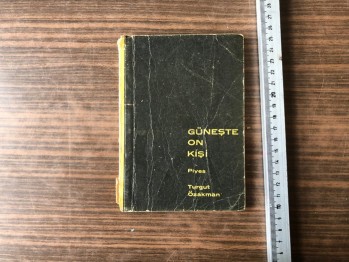 GÜNEŞTE
ON
KİŞİ
Piyes
Turgut
Özakman